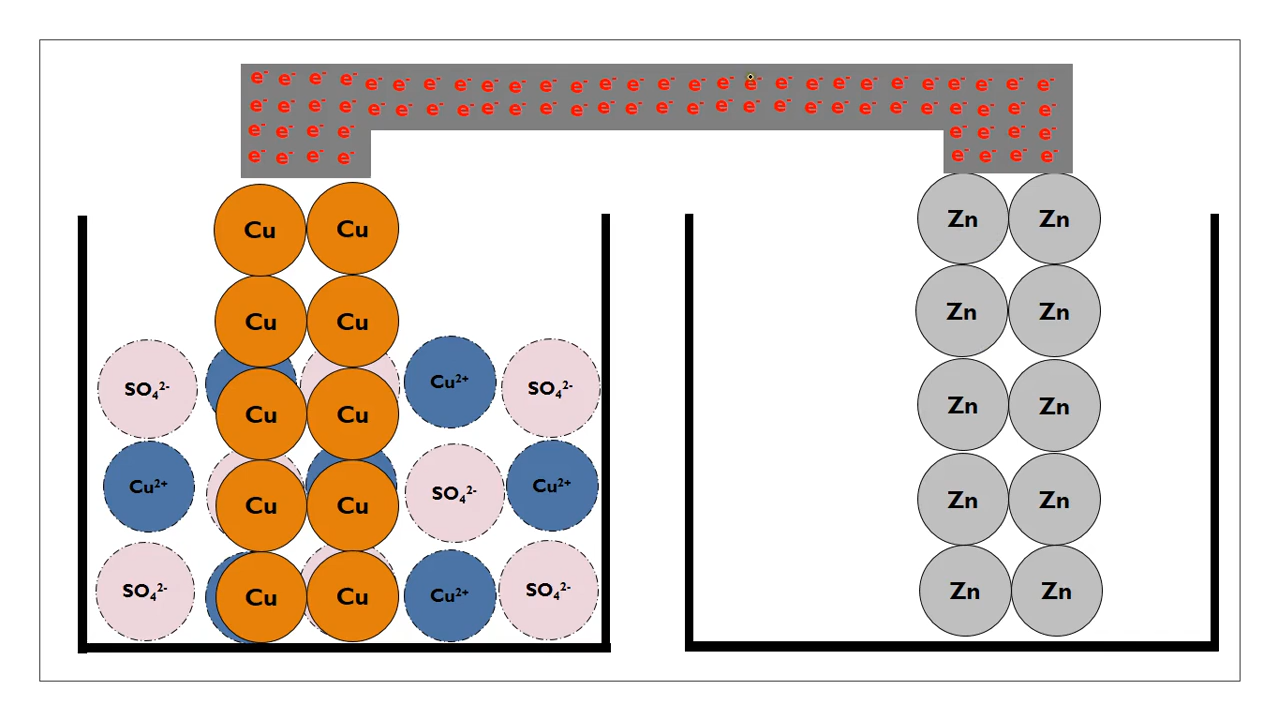 e⁻ e⁻ e⁻ e⁻ e⁻ e⁻ e⁻ e⁻ e⁻ e⁻ e⁻ e⁻ e⁻ e⁻ e⁻ e⁻ e⁻ e⁻ e⁻ e⁻ e⁻ e⁻ e⁻ e⁻ e⁻ e⁻ e⁻ e⁻
e⁻ e⁻ e⁻ e⁻ e⁻ e⁻ e⁻ e⁻ e⁻ e⁻ e⁻ e⁻ e⁻ e⁻ e⁻ e⁻ e⁻ e⁻ e⁻ e⁻ e⁻ e⁻ e⁻ e⁻ e⁻ e⁻ e⁻ e⁻
e⁻ e⁻ e⁻ e⁻ e⁻ e⁻ e⁻ e⁻
e⁻ e⁻ e⁻ e⁻ e⁻ e⁻ e⁻ e⁻
Cu Cu Zn Zn
Cu Cu Zn Zn
SO₄²⁻ Cu Cu Cu²⁺ SO₄²⁻ Zn Zn
Cu²⁺ Cu Cu SO₄²⁻ Cu²⁺ Zn Zn
SO₄²⁻ Cu Cu Cu²⁺ SO₄²⁻ Zn Zn